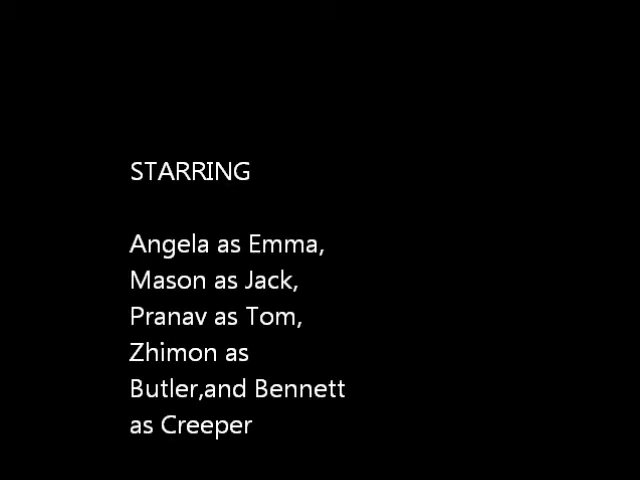 STARRING
Angela as Emma,
Mason as Jack,
Pranav as Tom,
Zhimon as
Butler,and Bennett
as Creeper